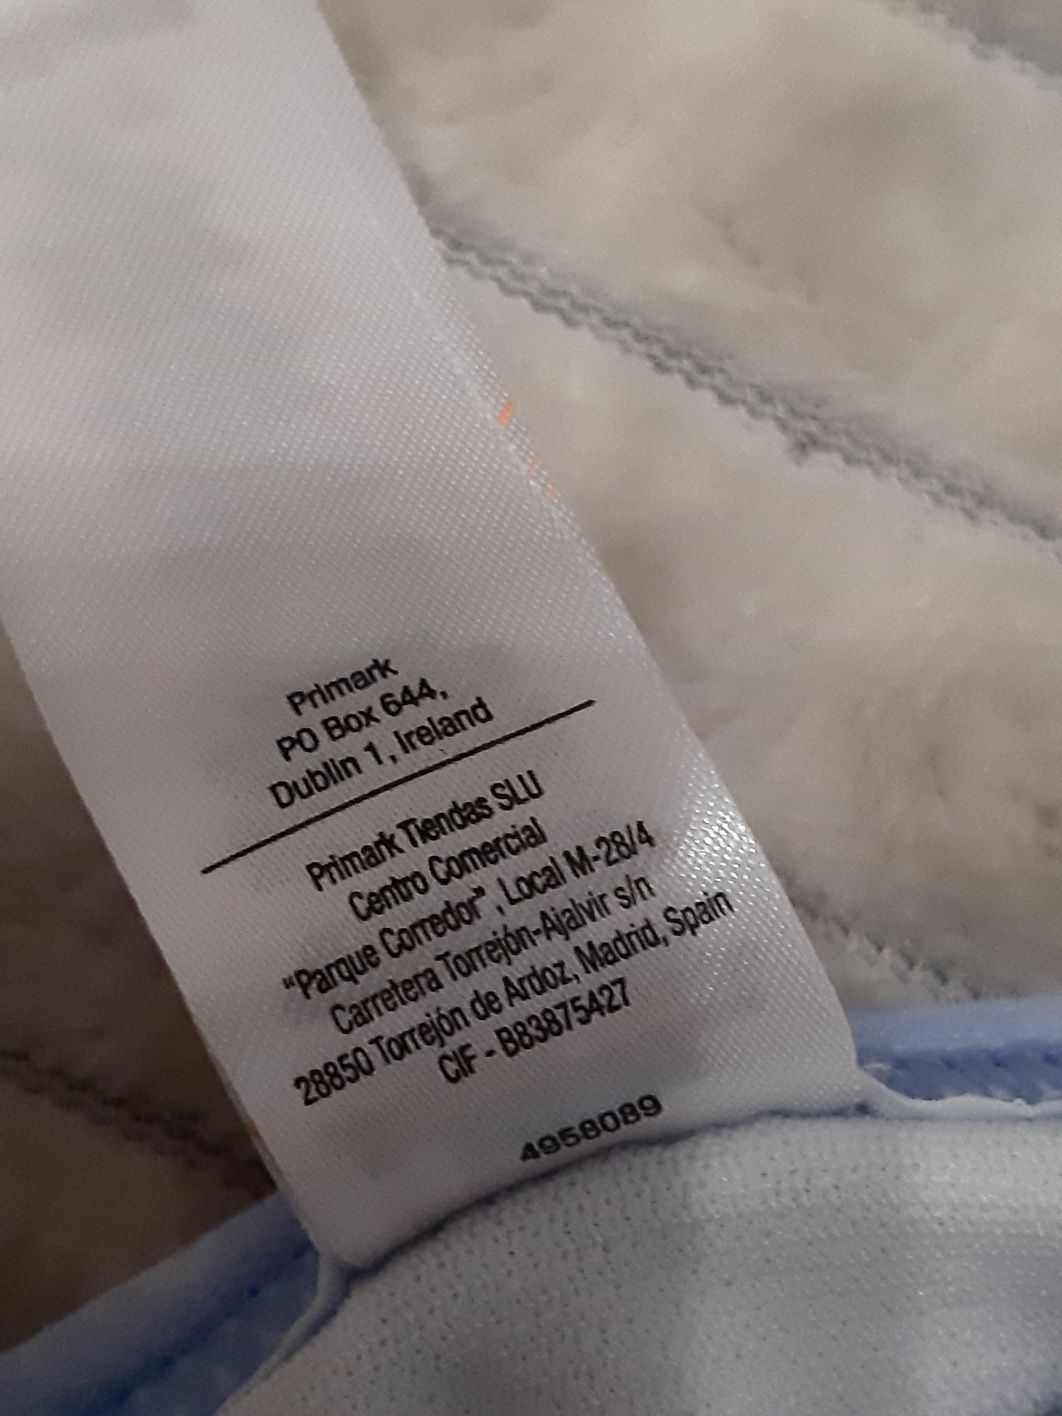 Primark
PO Box 644,
Dublin 1, Ireland
Primark Tiendas SLU
Centro Comercial
“Parque Corredor”, Local M-28/4
Carretera Torrejón-Ajalvir s/n
28850 Torrejón de Ardoz, Madrid, Spain
CIF - B83875427
4958089